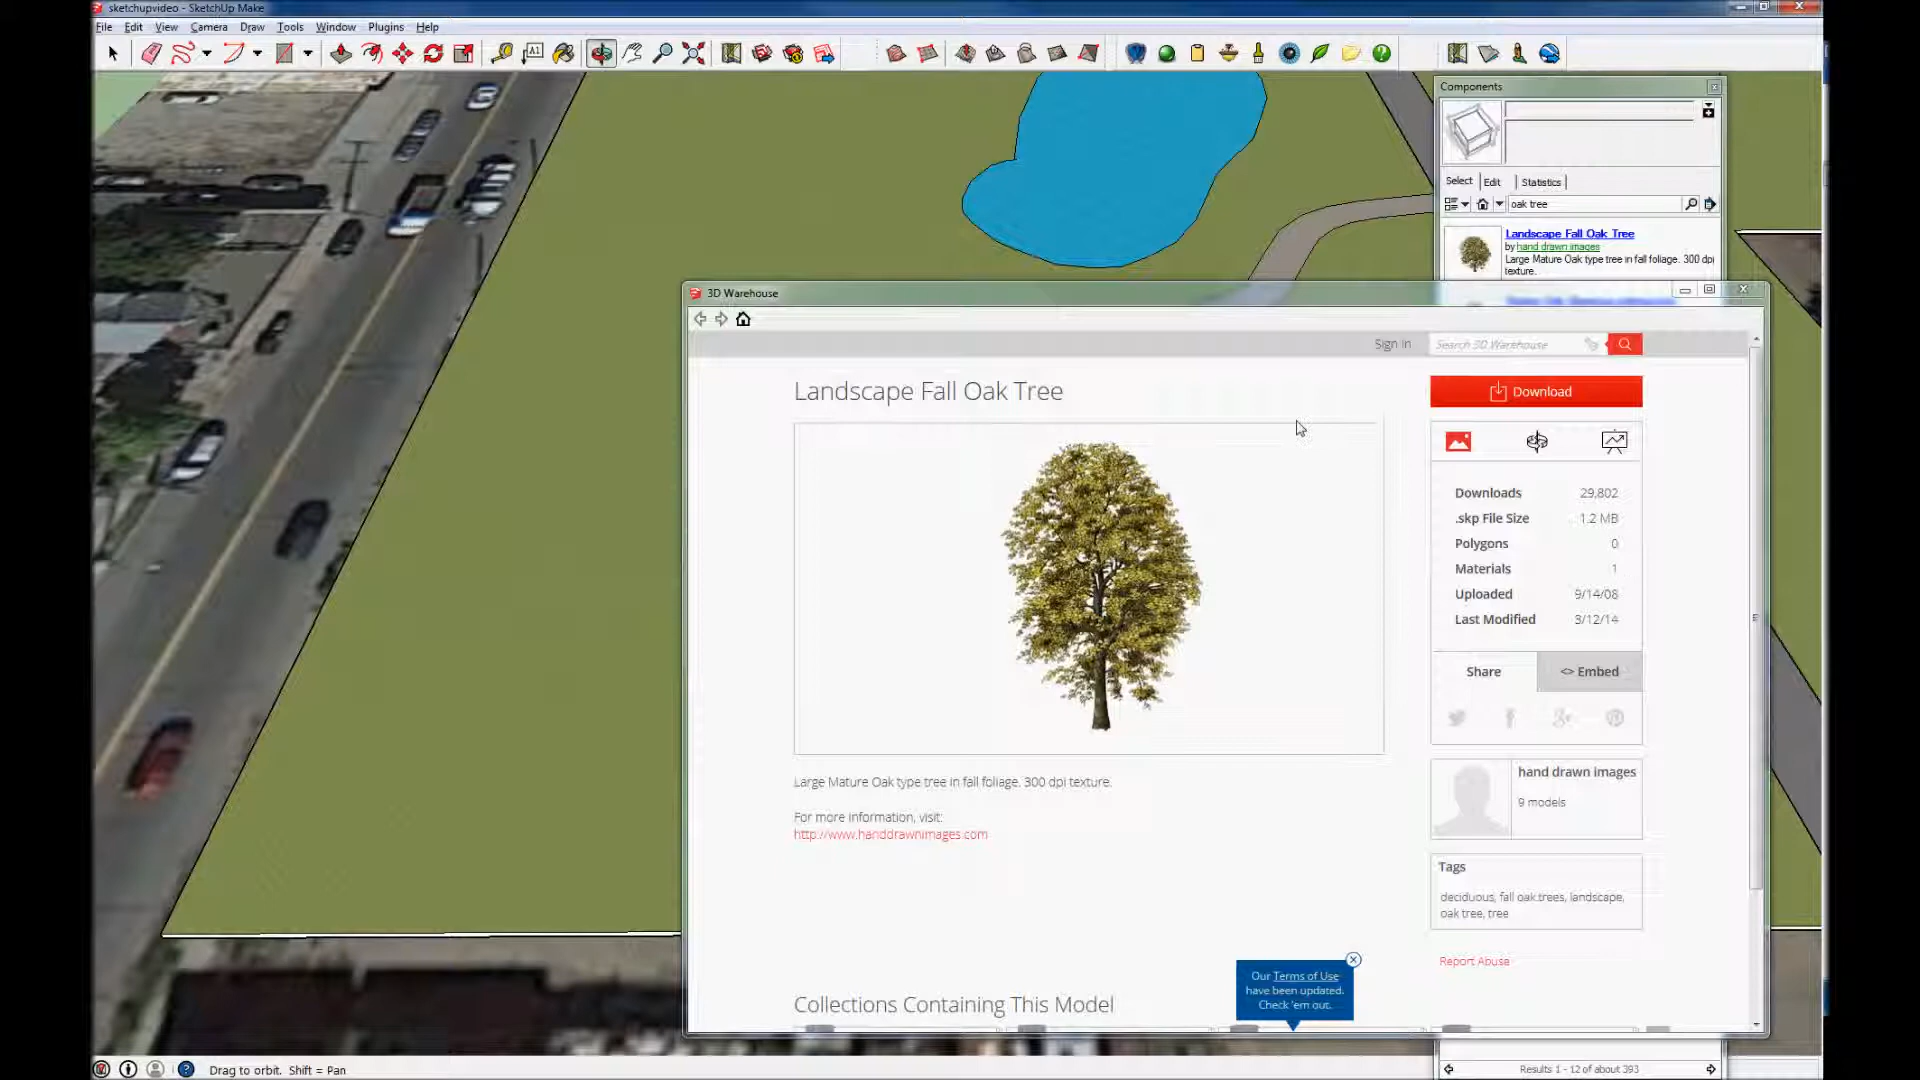 sketchupvideo - SketchUp Make
File Edit View Camera Draw Tools Window Plugins Help
A1
Components
Select Edit Statistics
oak tree
Landscape Fall Oak Tree
by hand drawn images
Large Mature Oak type tree in fall foliage. 300 dpi
texture.
3D Warehouse
Sign In
Search 3D Warehouse
Landscape Fall Oak Tree
Download
Downloads 29,802
.skp File Size 1.2 MB
Polygons 0
Materials 1
Uploaded 9/14/08
Last Modified 3/12/14
Share <> Embed
hand drawn images
9 models
Large Mature Oak type tree in fall foliage. 300 dpi texture.
For more information, visit:
http://www.handdrawnimages.com
Tags
deciduous, fall oak trees, landscape,
oak tree, tree
Report Abuse
Our Terms of Use
have been updated.
Check 'em out.
Collections Containing This Model
Drag to orbit. Shift = Pan
Results 1 - 12 of about 393